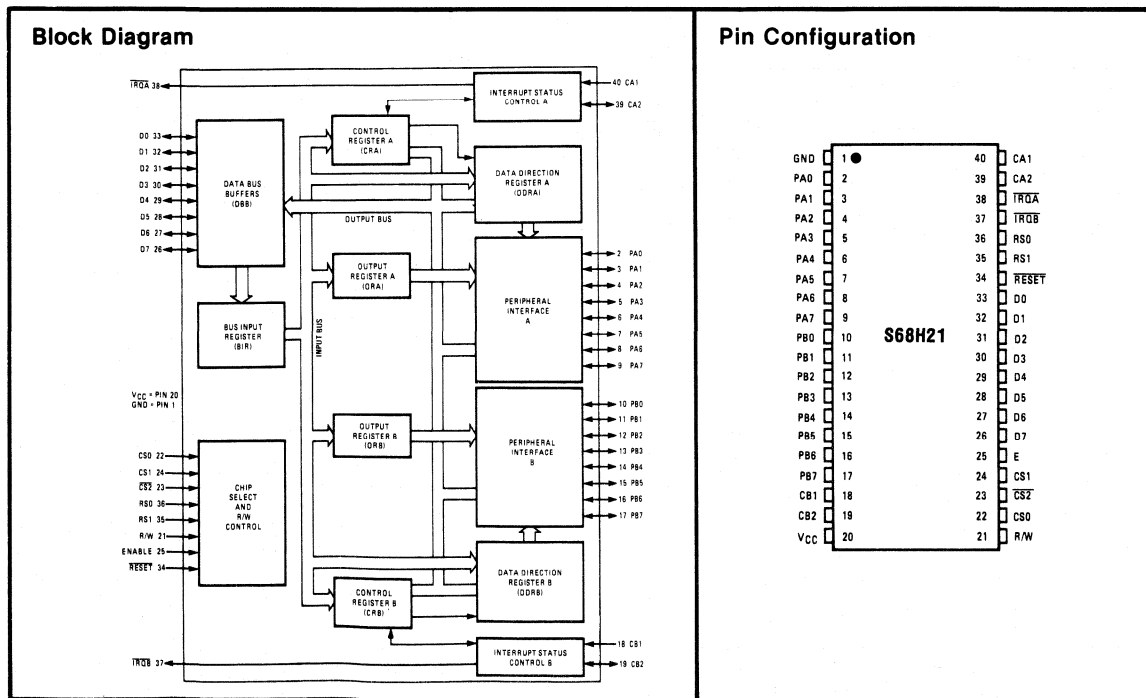 Block Diagram
IRQA 38
40 CA1
39 CA2
INTERRUPT STATUS
CONTROL A
CONTROL
REGISTER A
(CRA)
D0 33
D1 32
D2 31
D3 30
D4 29
D5 28
D6 27
D7 26
DATA BUS
BUFFERS
(DBB)
DATA DIRECTION
REGISTER A
(DDRA)
OUTPUT BUS
OUTPUT
REGISTER A
(ORA)
PERIPHERAL
INTERFACE
A
2 PA0
3 PA1
4 PA2
5 PA3
6 PA4
7 PA5
8 PA6
9 PA7
BUS INPUT
REGISTER
(BIR)
INPUT BUS
VCC = PIN 20
GND = PIN 1
OUTPUT
REGISTER B
(ORB)
PERIPHERAL
INTERFACE
B
10 PB0
11 PB1
12 PB2
13 PB3
14 PB4
15 PB5
16 PB6
17 PB7
CS0 22
CS1 24
CS2 23
RS0 36
RS1 35
R/W 21
ENABLE 25
RESET 34
CHIP
SELECT
AND
R/W
CONTROL
DATA DIRECTION
REGISTER B
(DDRB)
CONTROL
REGISTER B
(CRB)
INTERRUPT STATUS
CONTROL B
18 CB1
19 CB2
IRQB 37
Pin Configuration
GND 1 40 CA1
PA0 2 39 CA2
PA1 3 38 IRQA
PA2 4 37 IRQB
PA3 5 36 RS0
PA4 6 35 RS1
PA5 7 34 RESET
PA6 8 33 D0
PA7 9 32 D1
PB0 10 31 D2
PB1 11 30 D3
PB2 12 29 D4
PB3 13 28 D5
PB4 14 27 D6
PB5 15 26 D7
PB6 16 25 E
PB7 17 24 CS1
CB1 18 23 CS2
CB2 19 22 CS0
VCC 20 21 R/W
S68H21